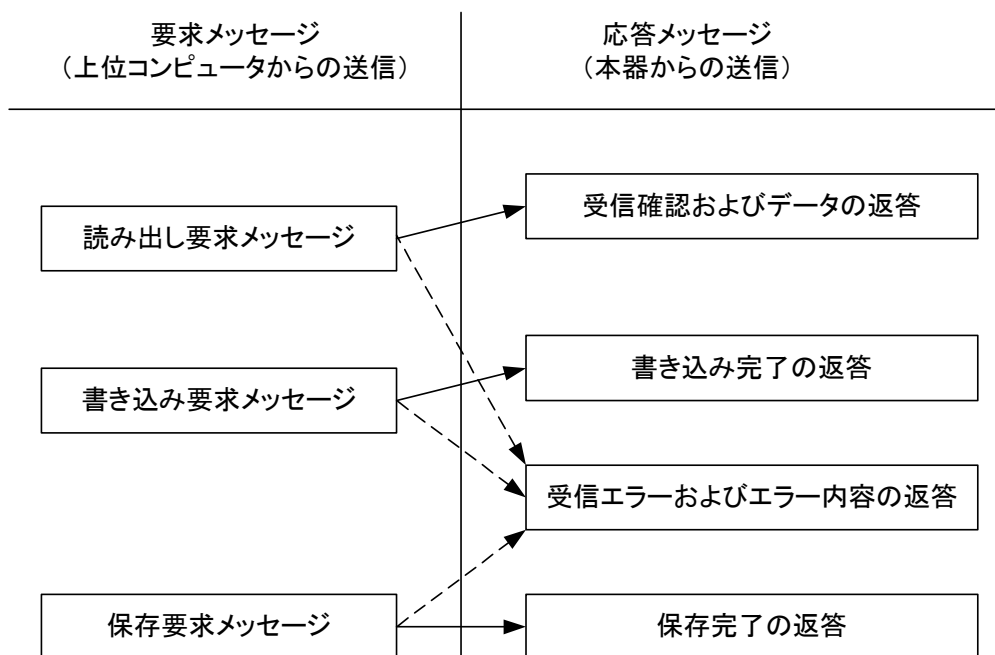 要求メッセージ
（上位コンピュータからの送信）
応答メッセージ
（本器からの送信）
受信確認およびデータの返答
読み出し要求メッセージ
書き込み完了の返答
書き込み要求メッセージ
受信エラーおよびエラー内容の返答
保存要求メッセージ
保存完了の返答